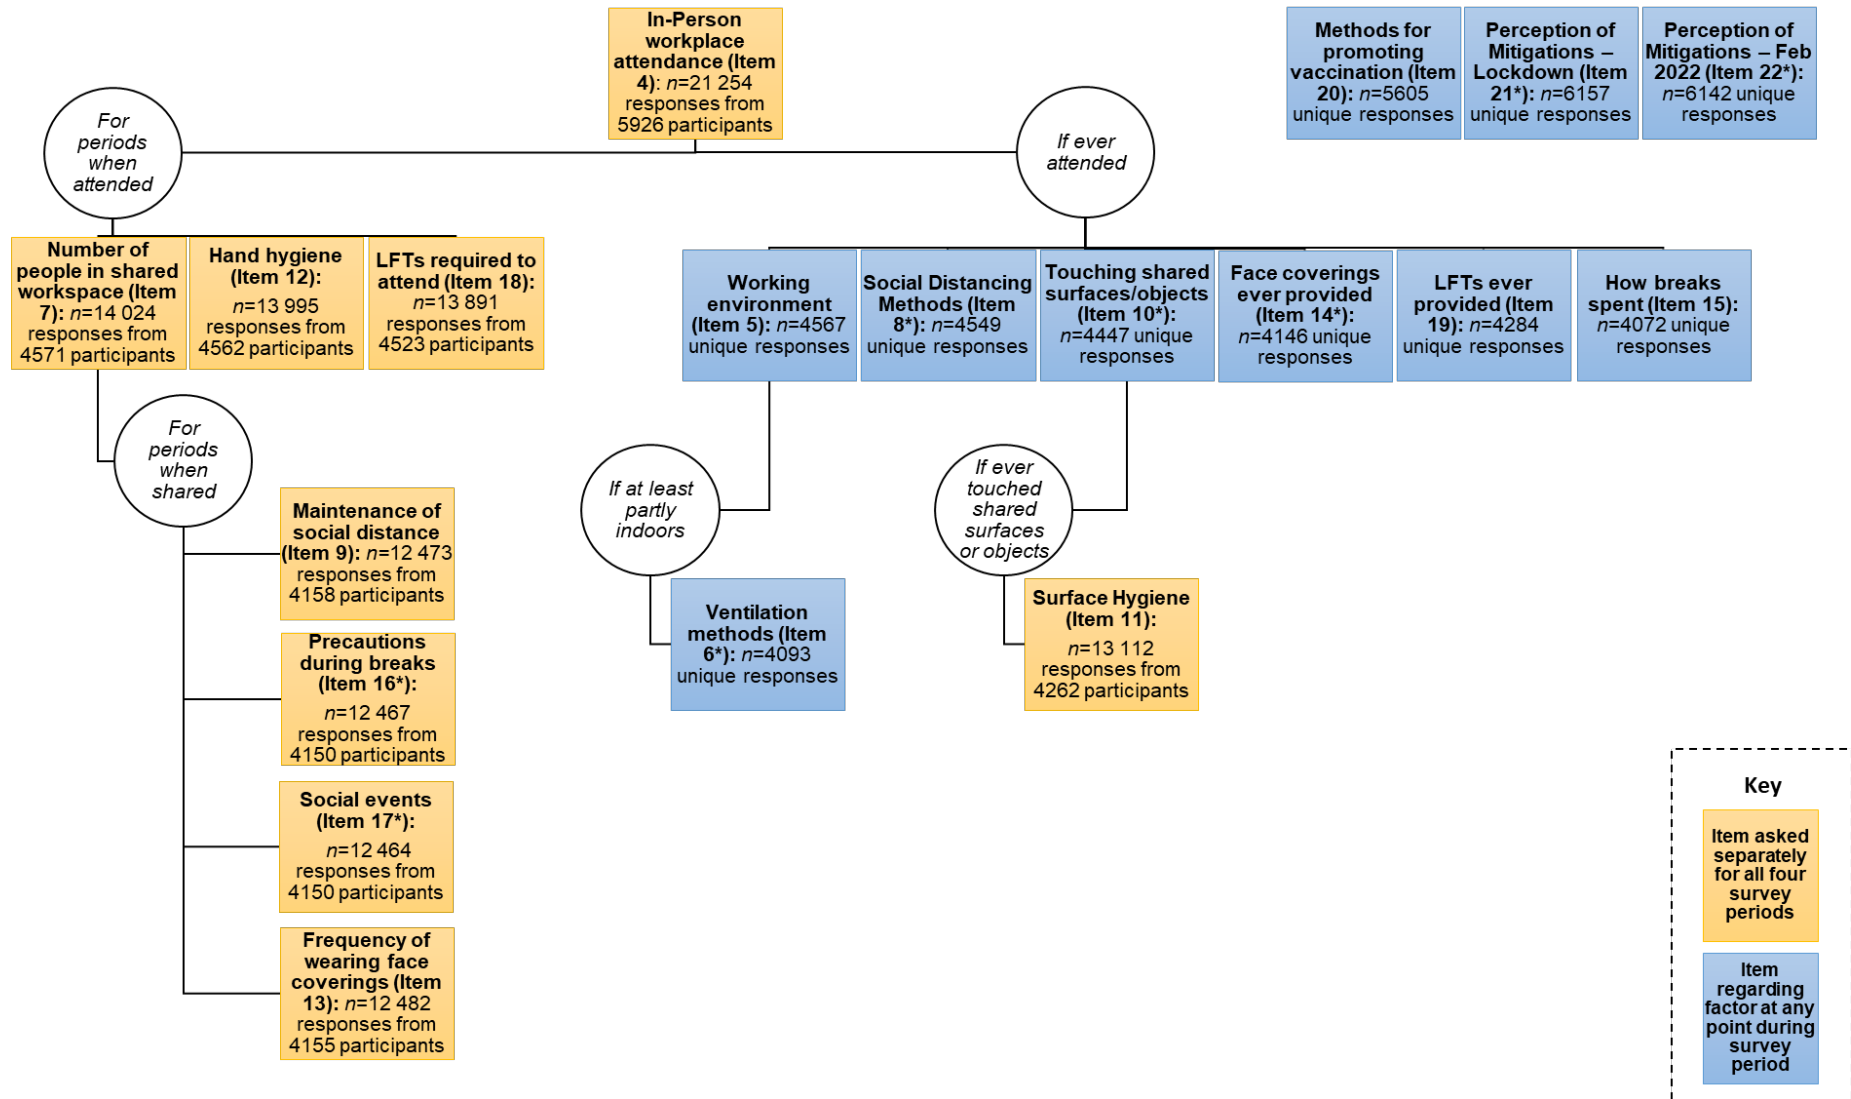 In-Person
workplace
attendance (Item
4): n=21 254
responses from
5926 participants
Methods for
promoting
vaccination (Item
20): n=5605
unique responses
Perception of
Mitigations –
Lockdown (Item
21*): n=6157
unique responses
Perception of
Mitigations – Feb
2022 (Item 22*):
n=6142 unique
responses
For
periods
when
attended
If ever
attended
Number of
people in shared
workspace (Item
7): n=14 024
responses from
4571 participants
Hand hygiene
(Item 12):
n=13 995
responses from
4562 participants
LFTs required to
attend (Item 18):
n=13 891
responses from
4523 participants
Working
environment
(Item 5): n=4567
unique responses
Social Distancing
Methods (Item
8*): n=4549
unique responses
Touching shared
surfaces/objects
(Item 10*):
n=4447 unique
responses
Face coverings
ever provided
(Item 14*):
n=4146 unique
responses
LFTs ever
provided (Item
19): n=4284
unique responses
How breaks
spent (Item 15):
n=4072 unique
responses
For
periods
when
shared
If at least
partly
indoors
If ever
touched
shared
surfaces
or objects
Maintenance of
social distance
(Item 9): n=12 473
responses from
4158 participants
Precautions
during breaks
(Item 16*):
n=12 467
responses from
4150 participants
Social events
(Item 17*):
n=12 464
responses from
4150 participants
Frequency of
wearing face
coverings (Item
13): n=12 482
responses from
4155 participants
Ventilation
methods (Item
6*): n=4093
unique responses
Surface Hygiene
(Item 11):
n=13 112
responses from
4262 participants
Key
Item asked
separately
for all four
survey
periods
Item
regarding
factor at any
point during
survey
period